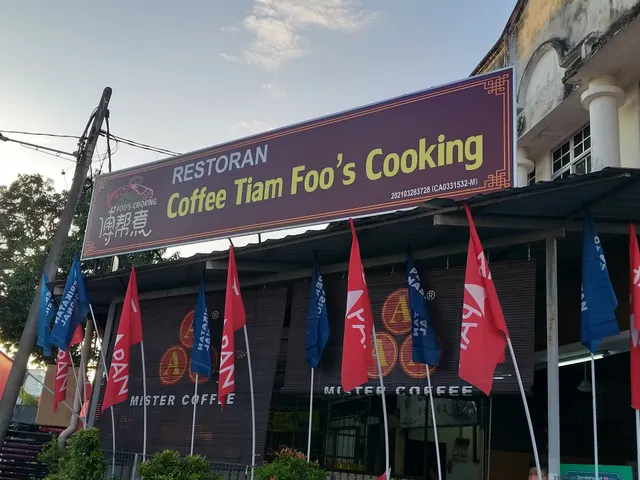 RESTORAN
Coffee Tiam Foo's Cooking
FOO'S COOKING
傅帮煮
202103283728 (CA0331532-M)
A
A
A
A
®
MISTER COFFEE
MISTER COFFEE